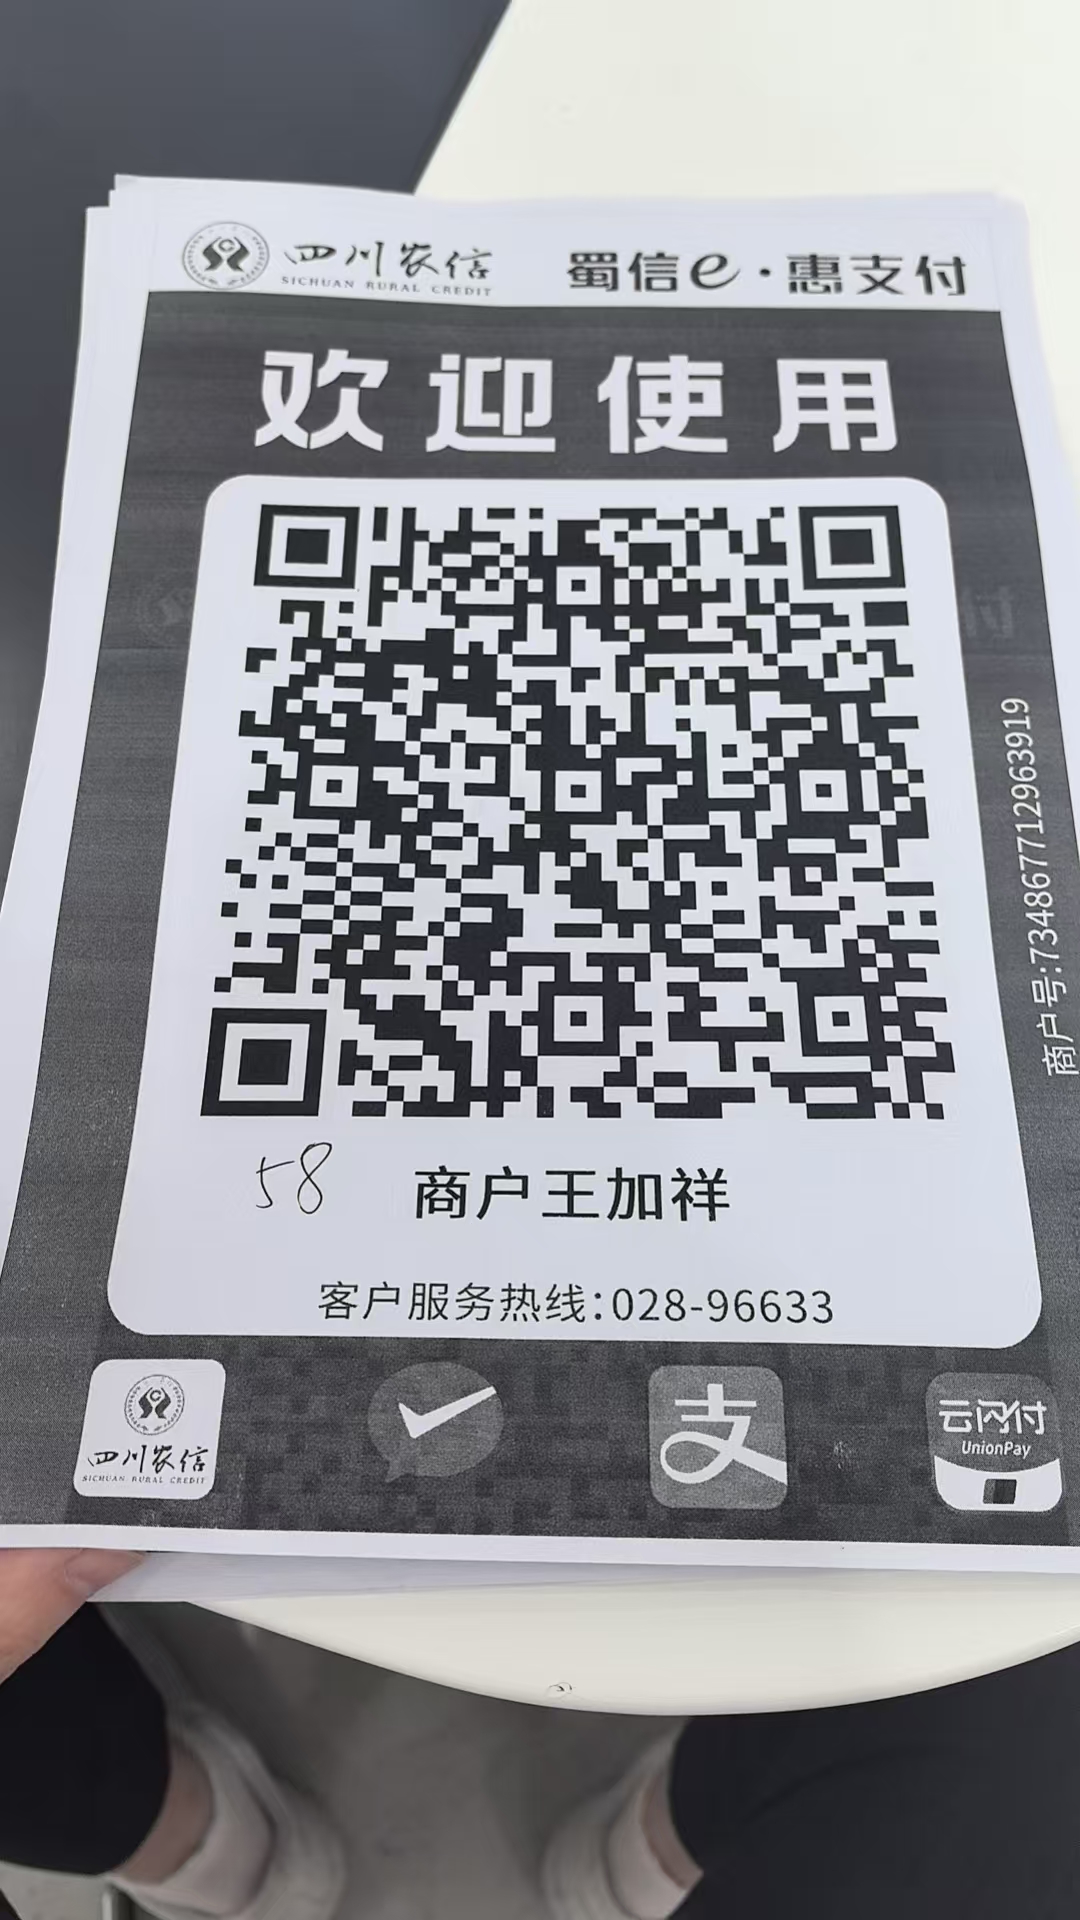 四川农信 蜀信e·惠支付
SICHUAN RURAL CREDIT
欢迎使用
商户号:73486771296391９
58 商户王加祥
客户服务热线:028-96633
四川农信
SICHUAN RURAL CREDIT
支
云闪付
UnionPay